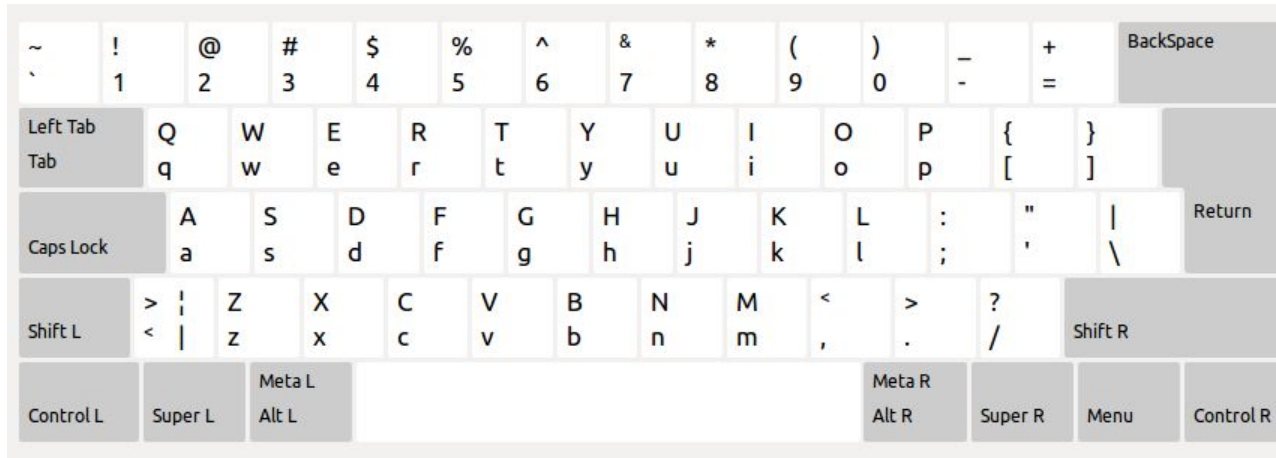 ~ ! @ # $ % ^ & * ( ) _ + BackSpace
` 1 2 3 4 5 6 7 8 9 0 - =
Left Tab Q W E R T Y U I O P { }
Tab q w e r t y u i o p [ ]
A S D F G H J K L : " | Return
Caps Lock a s d f g h j k l ; ' \
> ¦ Z X C V B N M < > ?
Shift L < | z x c v b n m , . / Shift R
Meta L Meta R
Control L Super L Alt L Alt R Super R Menu Control R